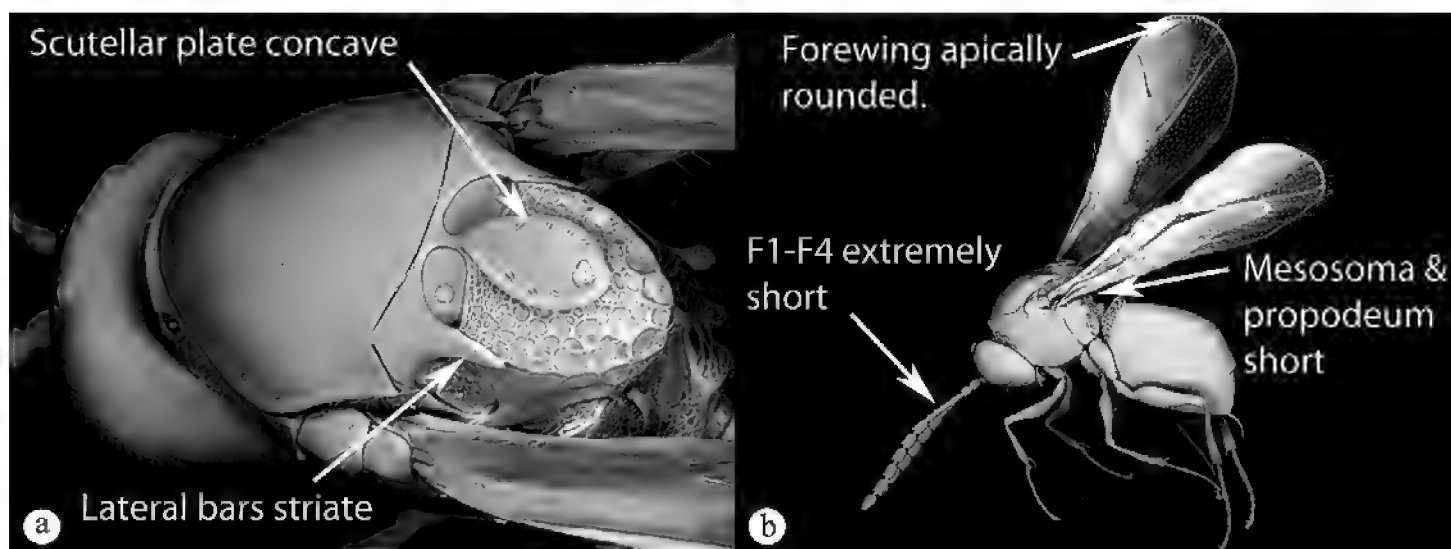 Scutellar plate concave
Lateral bars striate
a
Forewing apically
rounded.
F1-F4 extremely
short
Mesosoma &
propodeum
short
b